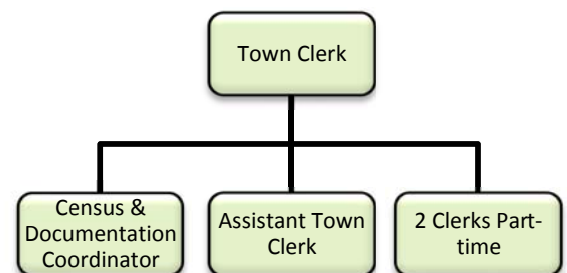 Town Clerk
Census &
Documentation
Coordinator
Assistant Town
Clerk
2 Clerks Part-
time